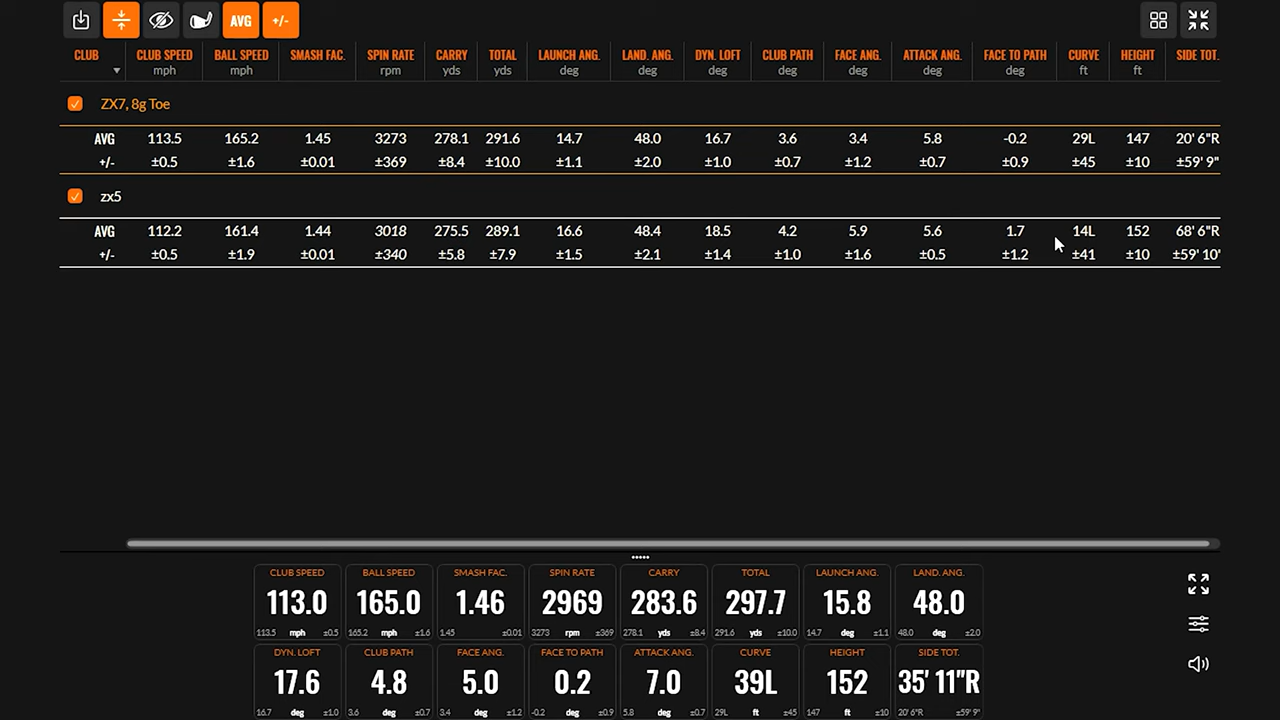 AVG +/-
CLUB CLUB SPEED BALL SPEED SMASH FAC. SPIN RATE CARRY TOTAL LAUNCH ANG. LAND. ANG. DYN. LOFT CLUB PATH FACE ANG. ATTACK ANG. FACE TO PATH CURVE HEIGHT SIDE TOT.
mph mph rpm yds yds deg deg deg deg deg deg deg ft ft
ZX7, 8g Toe
AVG 113.5 165.2 1.45 3273 278.1 291.6 14.7 48.0 16.7 3.6 3.4 5.8 -0.2 29L 147 20' 6"R
+/- ±0.5 ±1.6 ±0.01 ±369 ±8.4 ±10.0 ±1.1 ±2.0 ±1.0 ±0.7 ±1.2 ±0.7 ±0.9 ±45 ±10 ±59' 9"
zx5
AVG 112.2 161.4 1.44 3018 275.5 289.1 16.6 48.4 18.5 4.2 5.9 5.6 1.7 14L 152 68' 6"R
+/- ±0.5 ±1.9 ±0.01 ±340 ±5.8 ±7.9 ±1.5 ±2.1 ±1.4 ±1.0 ±1.6 ±0.5 ±1.2 ±41 ±10 ±59' 10'
CLUB SPEED BALL SPEED SMASH FAC. SPIN RATE CARRY TOTAL LAUNCH ANG. LAND. ANG.
113.0 165.0 1.46 2969 283.6 297.7 15.8 48.0
113.5 mph ±0.5 165.2 mph ±1.6 1.45 ±0.01 3273 rpm ±369 278.1 yds ±8.4 291.6 yds ±10.0 14.7 deg ±1.1 48.0 deg ±2.0
DYN. LOFT CLUB PATH FACE ANG. FACE TO PATH ATTACK ANG. CURVE HEIGHT SIDE TOT.
17.6 4.8 5.0 0.2 7.0 39L 152 35' 11"R
16.7 deg ±1.0 3.6 deg ±0.7 3.4 deg ±1.2 -0.2 deg ±0.9 5.8 deg ±0.7 29L ft ±45 147 ft ±10 20' 6"R ±59' 9"